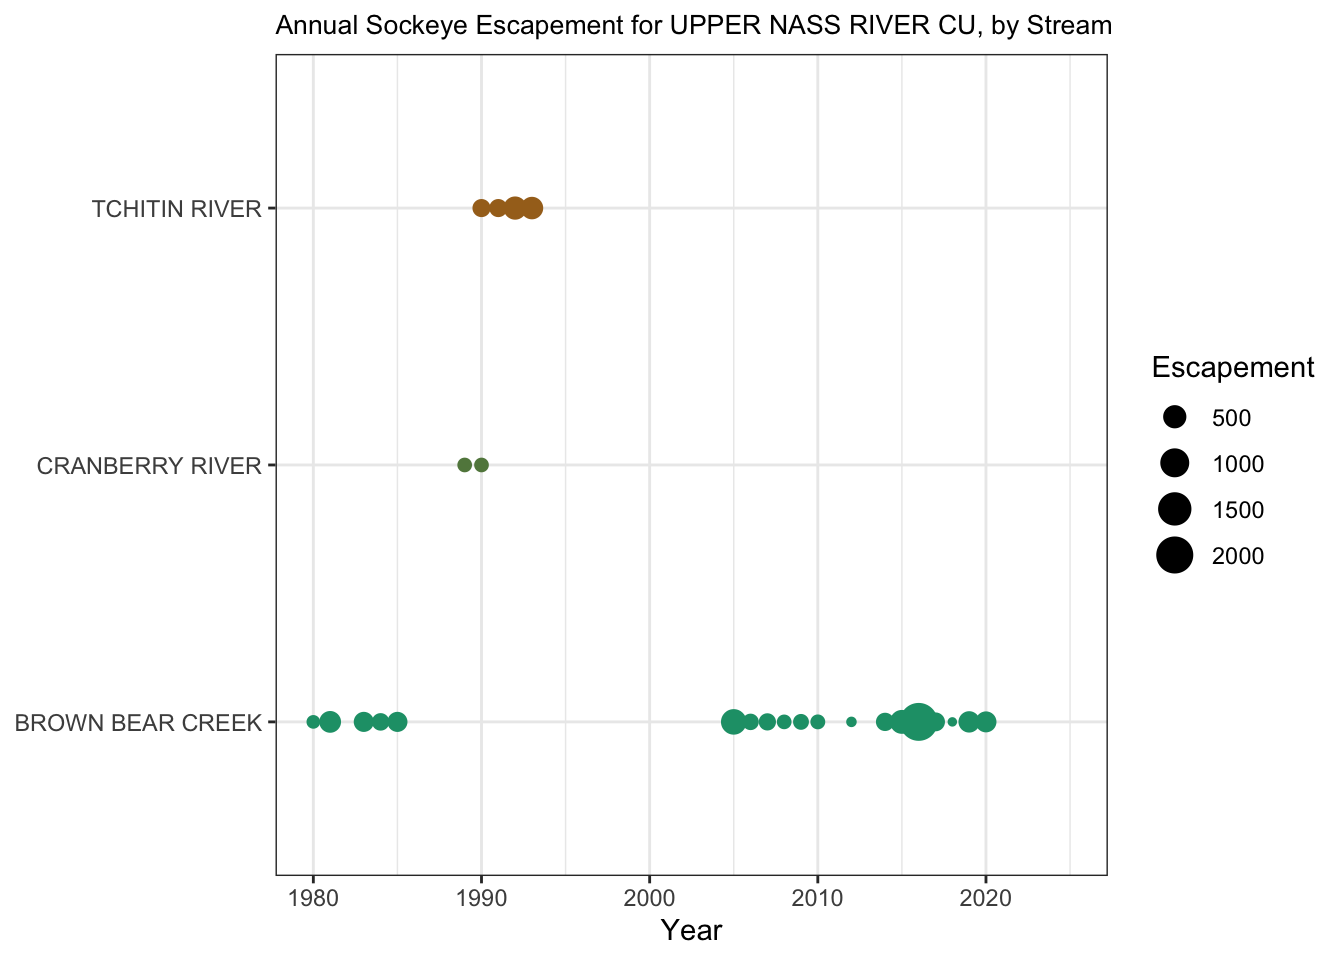 Annual Sockeye Escapement for UPPER NASS RIVER CU, by Stream
TCHITIN RIVER
CRANBERRY RIVER
BROWN BEAR CREEK
1980 1990 2000 2010 2020
Year
Escapement
500
1000
1500
2000